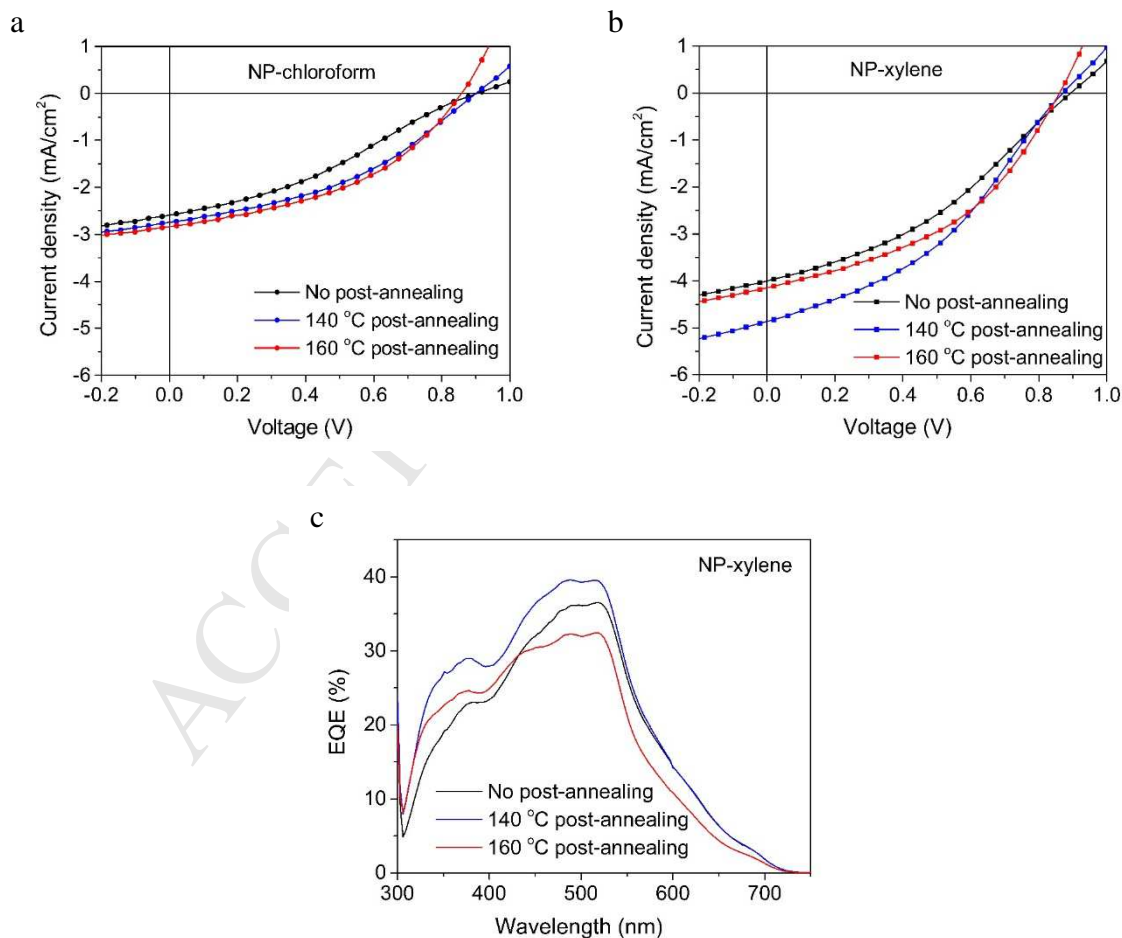 a
NP-chloroform
1
0
-1
-2
-3
-4
-5
-6
Current density (mA/cm²)
No post-annealing
140 °C post-annealing
160 °C post-annealing
-0.2 0.0 0.2 0.4 0.6 0.8 1.0
Voltage (V)
b
NP-xylene
1
0
-1
-2
-3
-4
-5
-6
Current density (mA/cm²)
No post-annealing
140 °C post-annealing
160 °C post-annealing
-0.2 0.0 0.2 0.4 0.6 0.8 1.0
Voltage (V)
c
NP-xylene
40
30
20
10
0
EQE (%)
No post-annealing
140 °C post-annealing
160 °C post-annealing
300 400 500 600 700
Wavelength (nm)